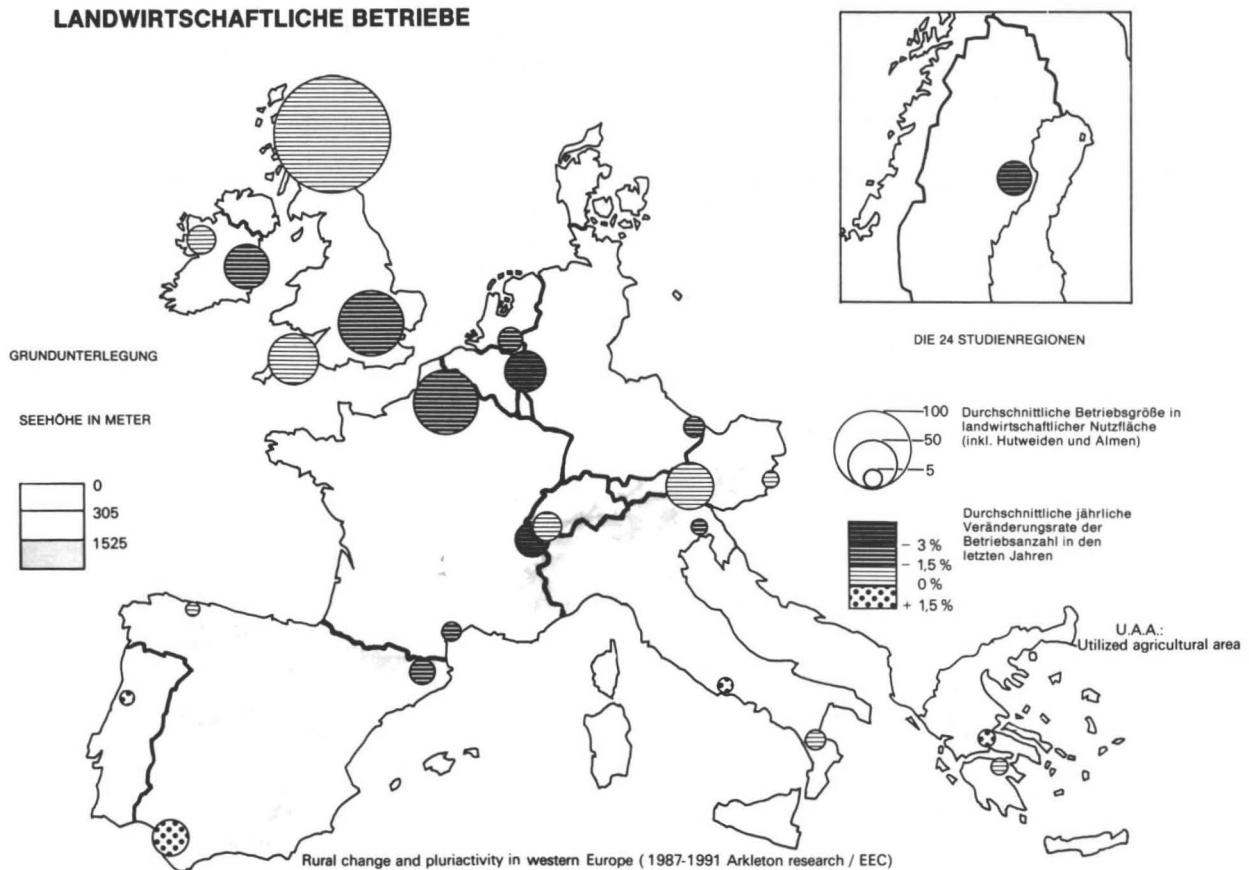 LANDWIRTSCHAFTLICHE BETRIEBE
GRUNDUNTERLEGUNG
SEEHÖHE IN METER
0
305
1525
DIE 24 STUDIENREGIONEN
100
50
5
Durchschnittliche Betriebsgröße in
landwirtschaftlicher Nutzfläche
(inkl. Hutweiden und Almen)
Durchschnittliche jährliche
Veränderungsrate der
Betriebsanzahl in den
letzten Jahren
– 3 %
– 1,5 %
0 %
+ 1,5 %
U.A.A.:
Utilized agricultural area
Rural change and pluriactivity in western Europe ( 1987-1991 Arkleton research / EEC)